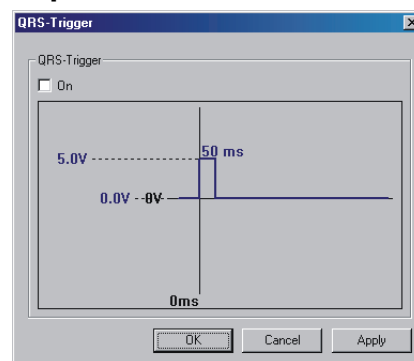 QRS-Trigger
QRS-Trigger
On
50 ms
5.0V
0.0V
0V
0ms
OK
Cancel
Apply